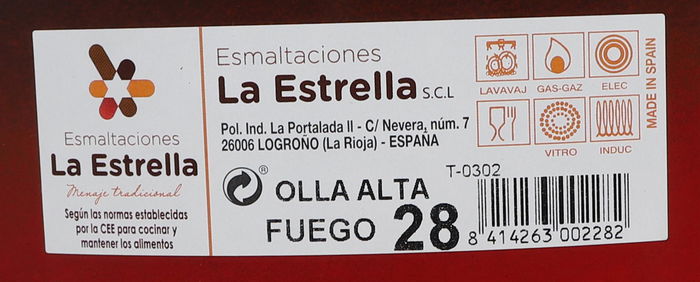 Esmaltaciones
La Estrella
Menaje tradicional
Según las normas establecidas
por la CEE para cocinar y
mantener los alimentos
Esmaltaciones
La Estrella S.C.L
Pol. Ind. La Portalada II - C/ Nevera, núm. 7
26006 LOGROÑO (La Rioja) - ESPAÑA
OLLA ALTA
FUEGO 28
LAVAVAJ GAS-GAZ ELEC
VITRO INDUC
MADE IN SPAIN
T-0302
8 414263 002282